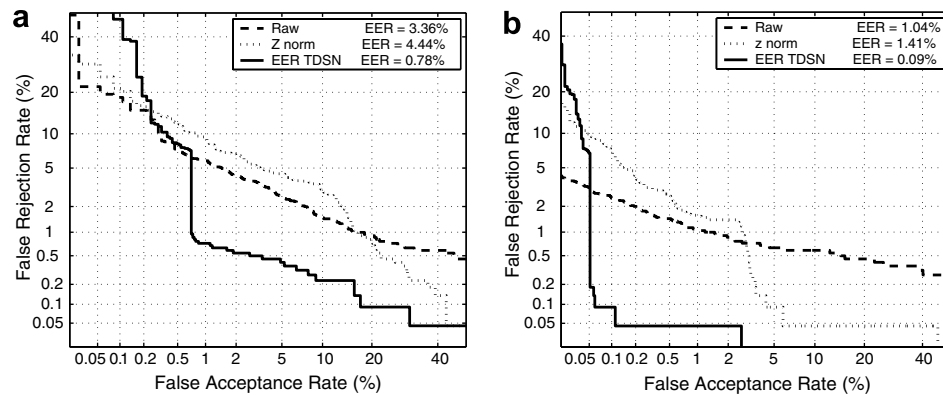 a
Raw EER = 3.36%
Z norm EER = 4.44%
EER TDSN EER = 0.78%
False Rejection Rate (%)
40
20
10
5
2
1
0.5
0.2
0.1
0.05
0.05 0.1 0.2 0.5 1 2 5 10 20 40
False Acceptance Rate (%)
b
Raw EER = 1.04%
z norm EER = 1.41%
EER TDSN EER = 0.09%
False Rejection Rate (%)
40
20
10
5
2
1
0.5
0.2
0.1
0.05
0.05 0.1 0.2 0.5 1 2 5 10 20 40
False Acceptance Rate (%)